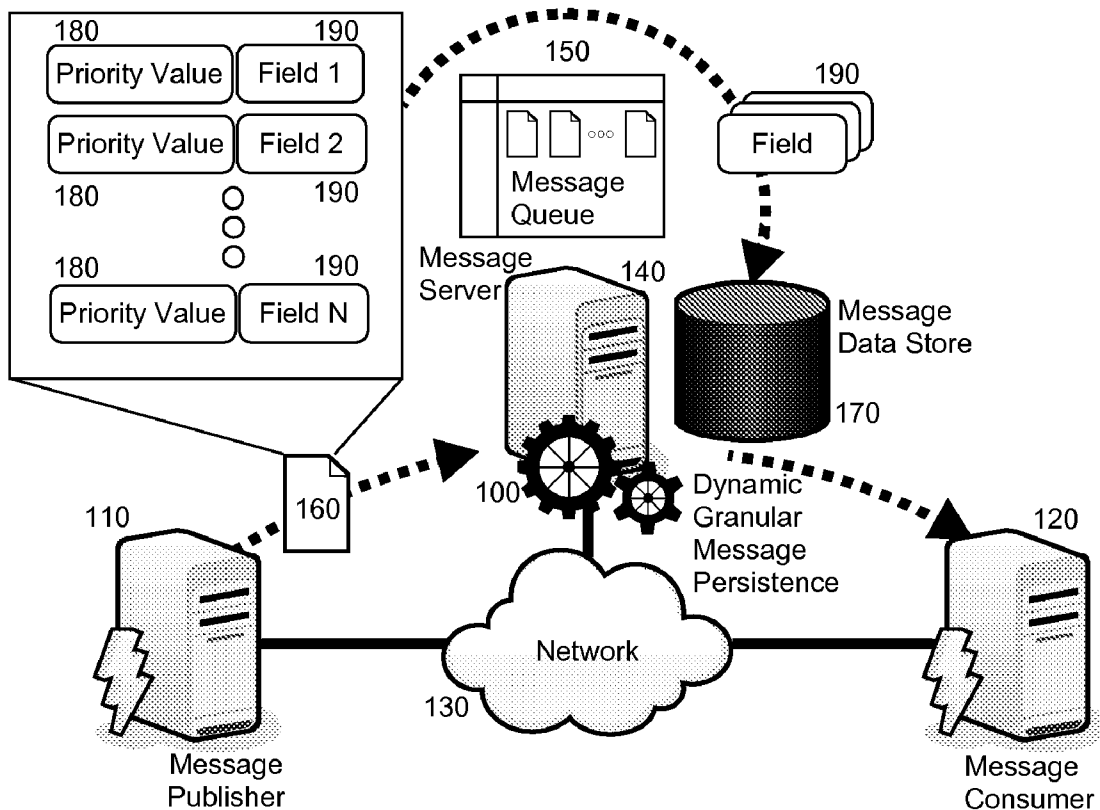 180 190
Priority Value Field 1
Priority Value Field 2
180 190
180 190
Priority Value Field N
150
Message
Queue
190
Field
Message
Server
140
Message
Data Store
170
160
100
Dynamic
Granular
Message
Persistence
110
Message
Publisher
Network
130
120
Message
Consumer